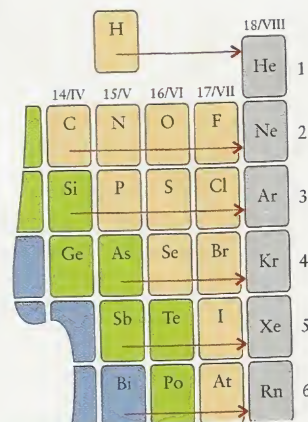 H
18/VIII
He
1
14/IV 15/V 16/VI 17/VII
C N O F Ne 2
Si P S Cl Ar 3
Ge As Se Br Kr 4
Sb Te I Xe 5
Bi Po At Rn 6